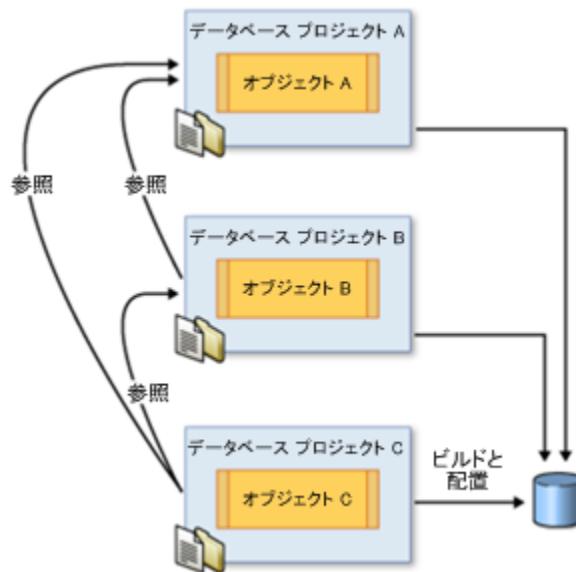 データベース プロジェクト A
オブジェクト A
参照
参照
データベース プロジェクト B
オブジェクト B
参照
データベース プロジェクト C
オブジェクト C
ビルドと
配置